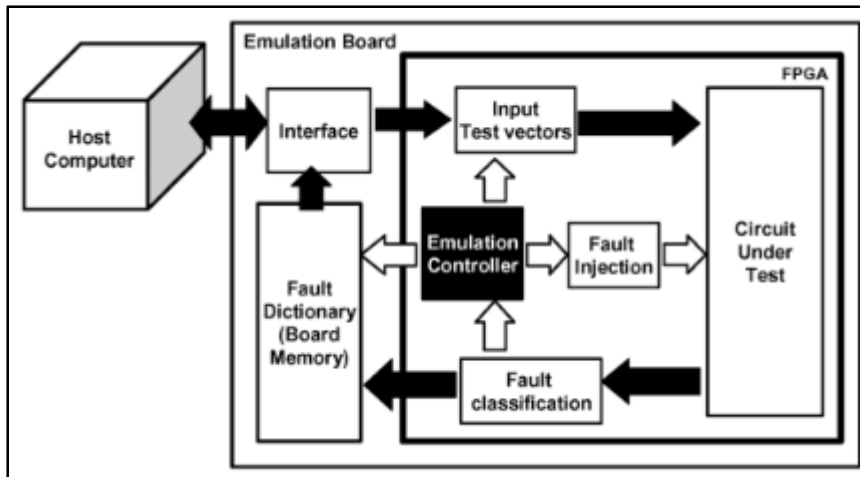 Emulation Board
FPGA
Host
Computer
Interface
Input
Test vectors
Emulation
Controller
Fault
Injection
Circuit
Under
Test
Fault
Dictionary
(Board
Memory)
Fault
classification